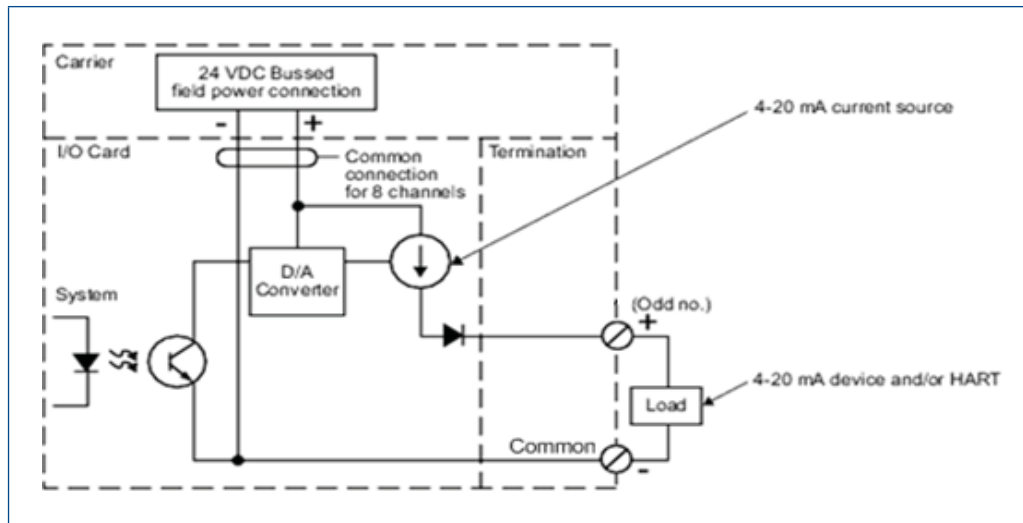 Carrier
24 VDC Bussed
field power connection
-
+
4-20 mA current source
I/O Card
Termination
Common
connection
for 8 channels
D/A
Converter
System
(Odd no.)
+
4-20 mA device and/or HART
Load
Common
-